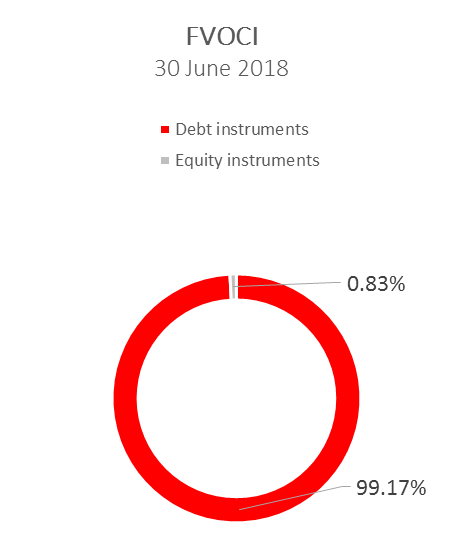 FVOCI
30 June 2018
Debt instruments
Equity instruments
0.83%
99.17%